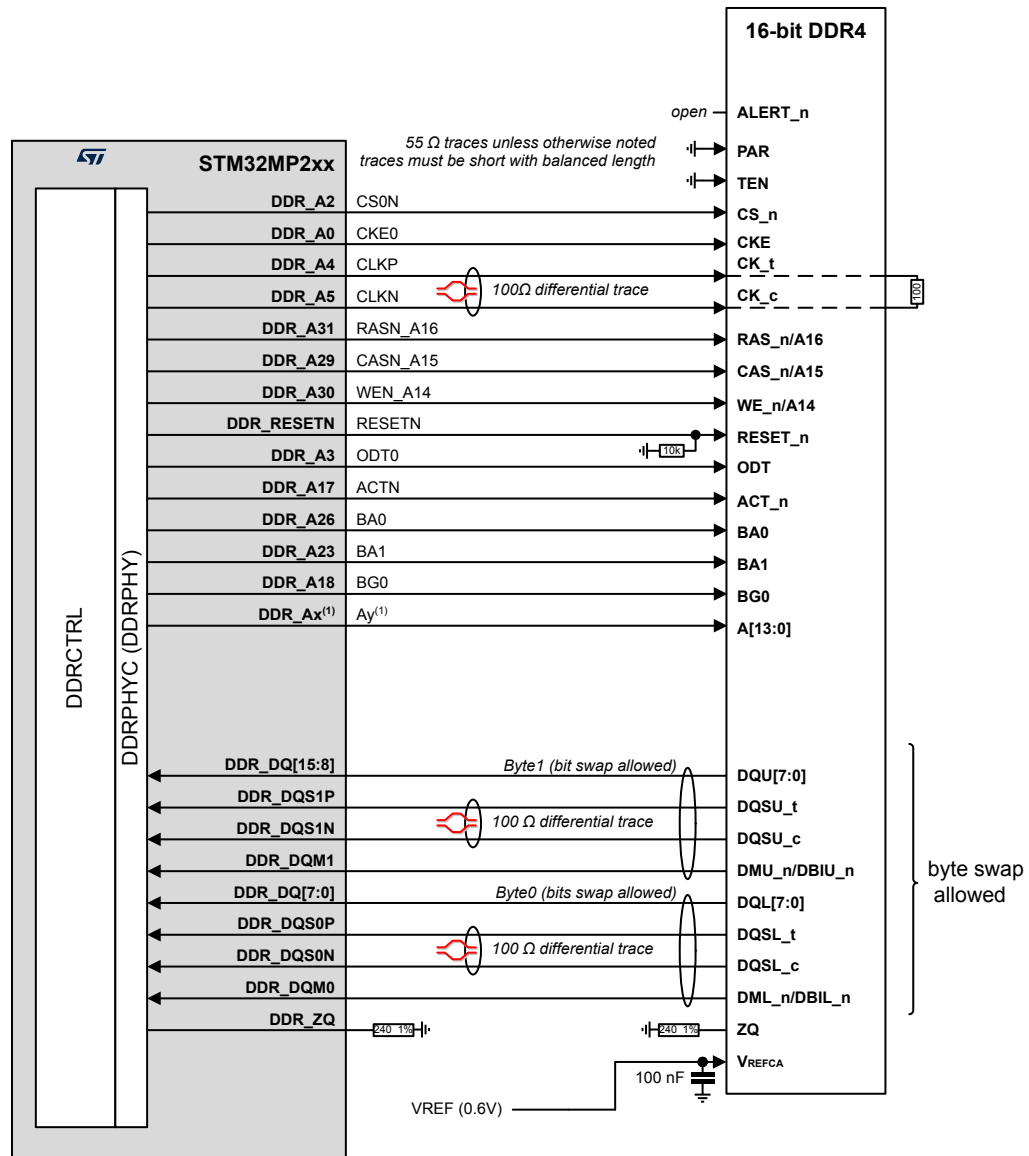 16-bit DDR4
open
ALERT_n
55 Ω traces unless otherwise noted
traces must be short with balanced length
PAR
TEN
STM32MP2xx
DDR_A2 CS0N CS_n
DDR_A0 CKE0 CKE
DDR_A4 CLKP CK_t
100Ω differential trace
100
DDR_A5 CLKN CK_c
DDR_A31 RASN_A16 RAS_n/A16
DDR_A29 CASN_A15 CAS_n/A15
DDR_A30 WEN_A14 WE_n/A14
DDR_RESETN RESETN RESET_n
10k
DDR_A3 ODT0 ODT
DDR_A17 ACTN ACT_n
DDR_A26 BA0 BA0
DDR_A23 BA1 BA1
DDR_A18 BG0 BG0
DDR_Ax(1) Ay(1) A[13:0]
DDRCTRL
DDRPHYC (DDRPHY)
DDR_DQ[15:8] Byte1 (bit swap allowed) DQU[7:0]
DDR_DQS1P DQSU_t
100 Ω differential trace
DDR_DQS1N DQSU_c
DDR_DQM1 DMU_n/DBIU_n
DDR_DQ[7:0] Byte0 (bits swap allowed) DQL[7:0]
DDR_DQS0P DQSL_t
100 Ω differential trace
DDR_DQS0N DQSL_c
DDR_DQM0 DML_n/DBIL_n
byte swap
allowed
DDR_ZQ 240 1% 240 1% ZQ
VREFCA
100 nF
VREF (0.6V)